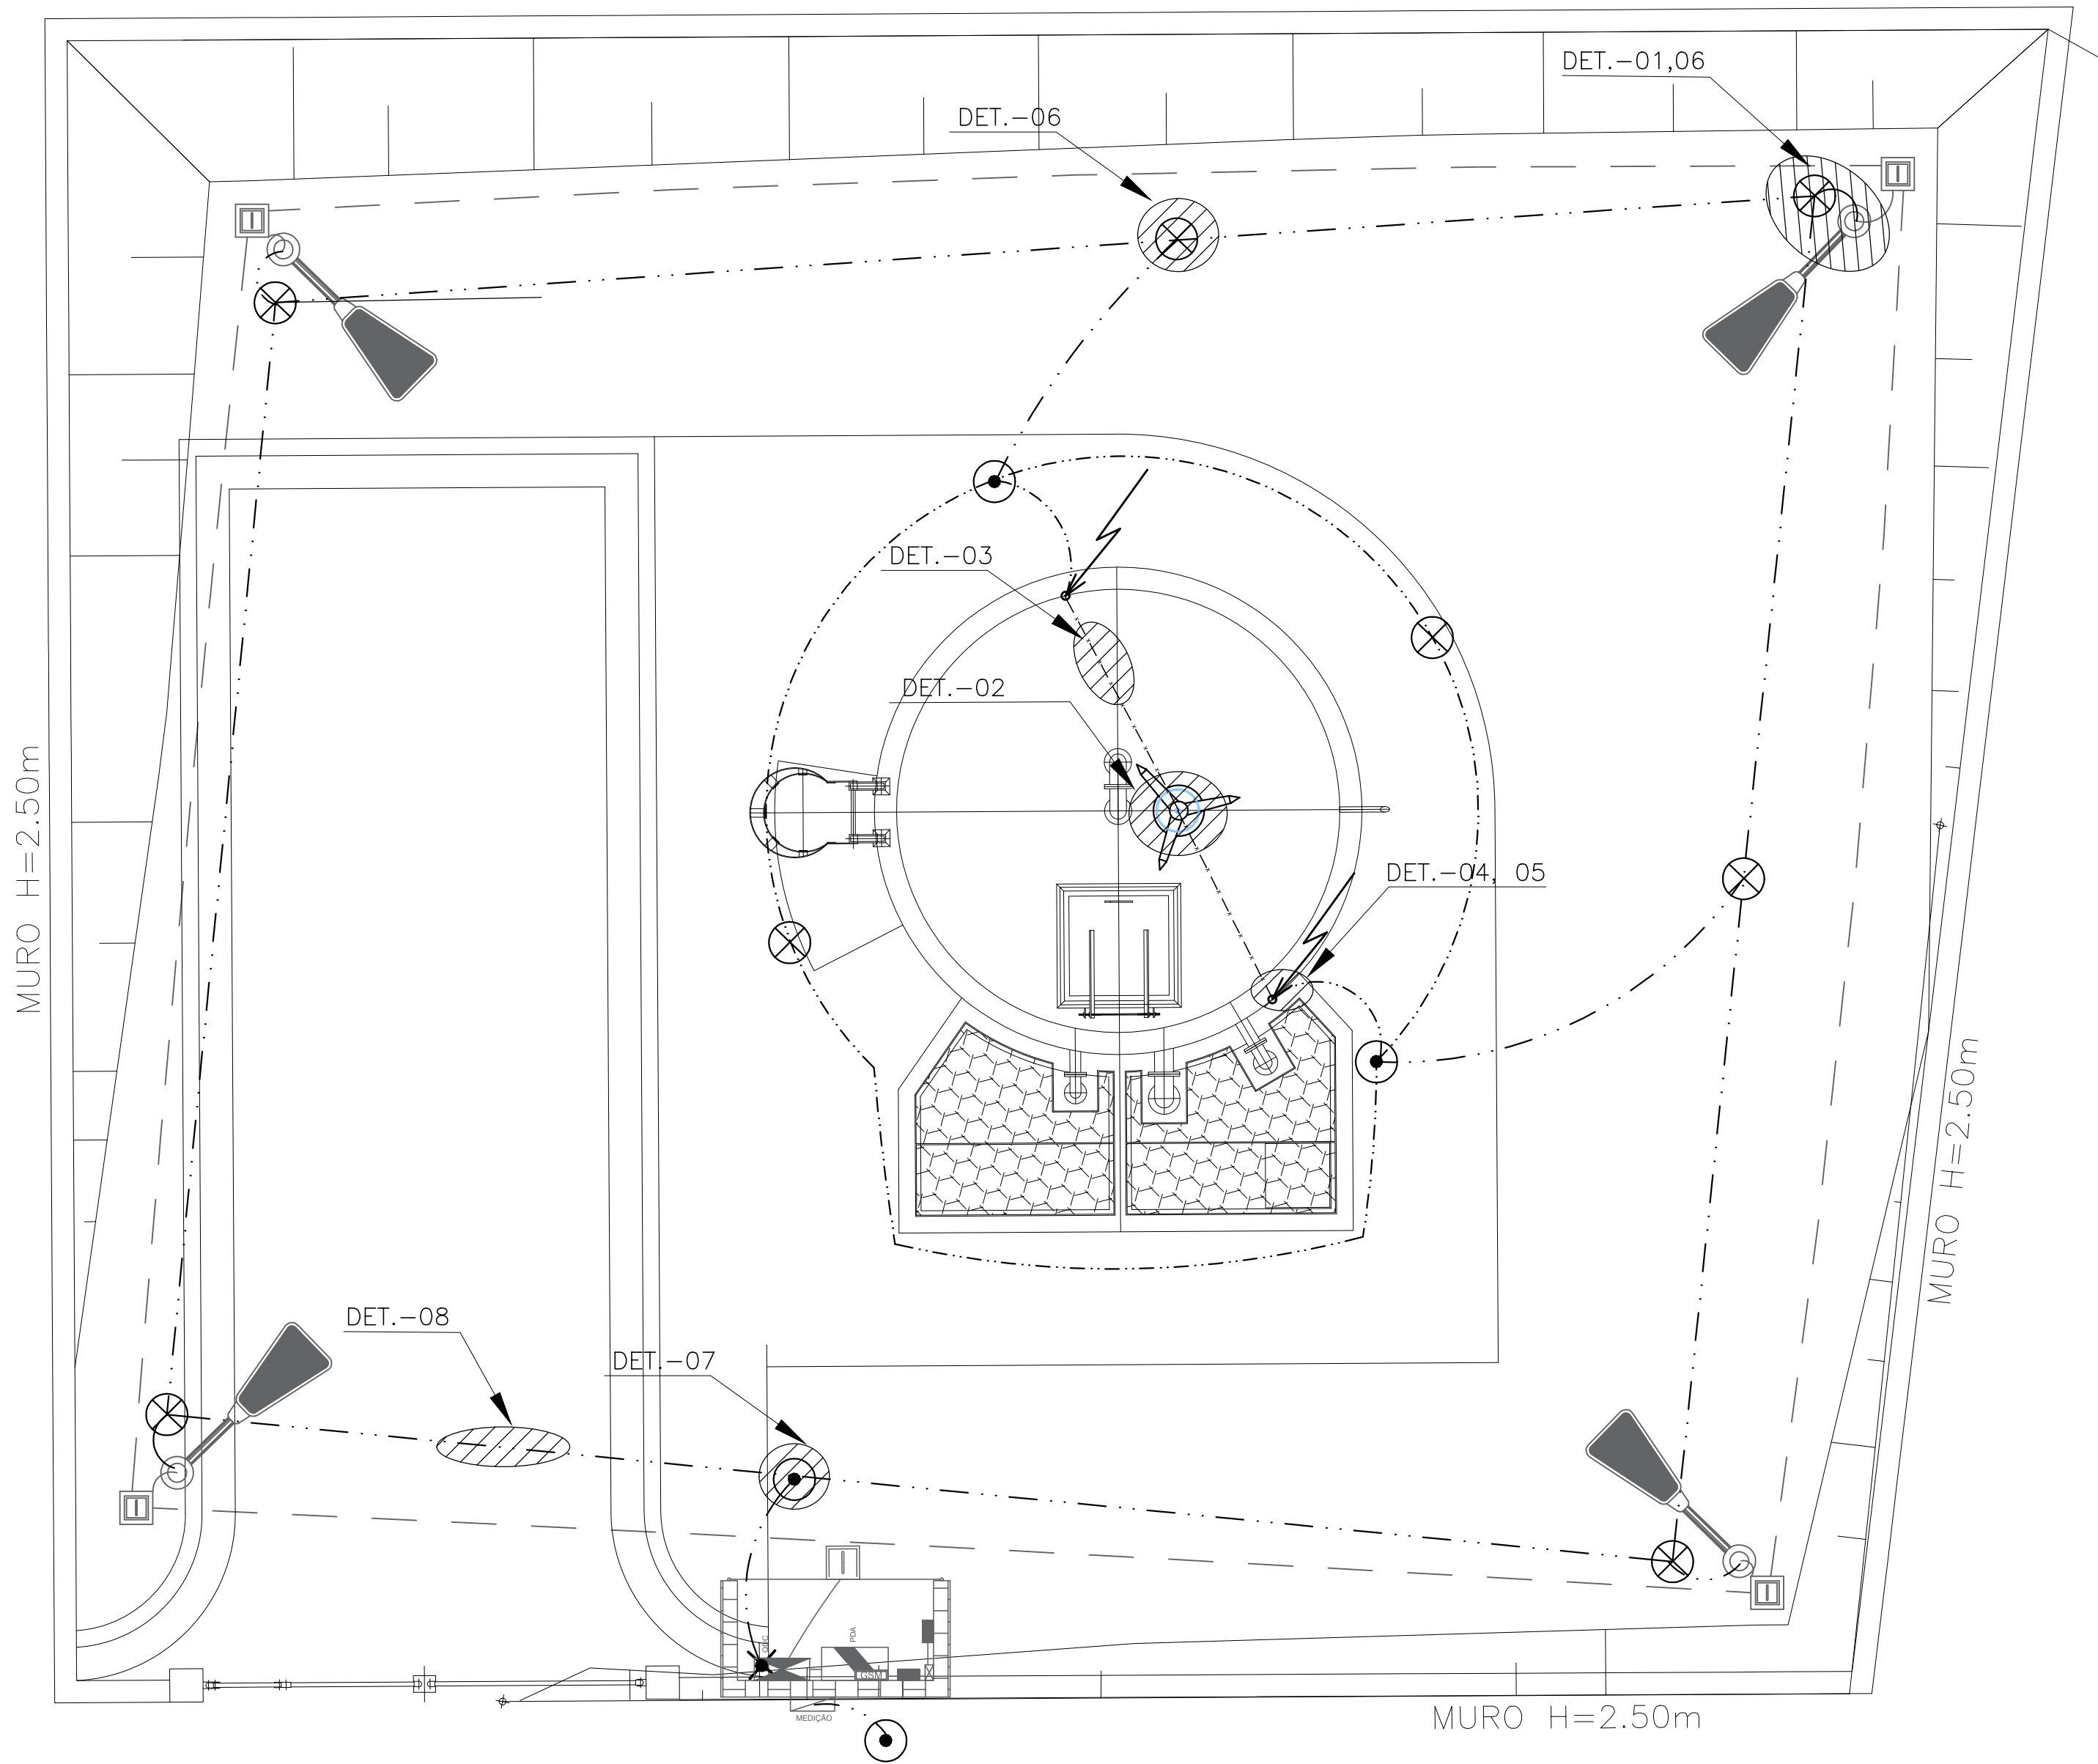 DET.-01,06
DET.-06
DET.-03
DET.-02
DET.-04, 05
MURO H=2.50m
MURO H=2.50m
DET.-08
DET.-07
QDC
PDA
GSM
MEDIÇÃO
MURO H=2.50m